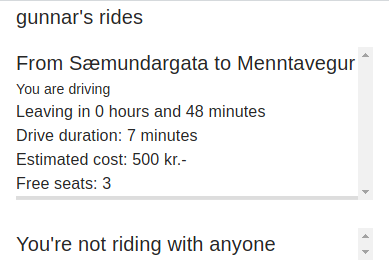 gunnar's rides
From Sæmundargata to Menntavegur
You are driving
Leaving in 0 hours and 48 minutes
Drive duration: 7 minutes
Estimated cost: 500 kr.-
Free seats: 3
You're not riding with anyone